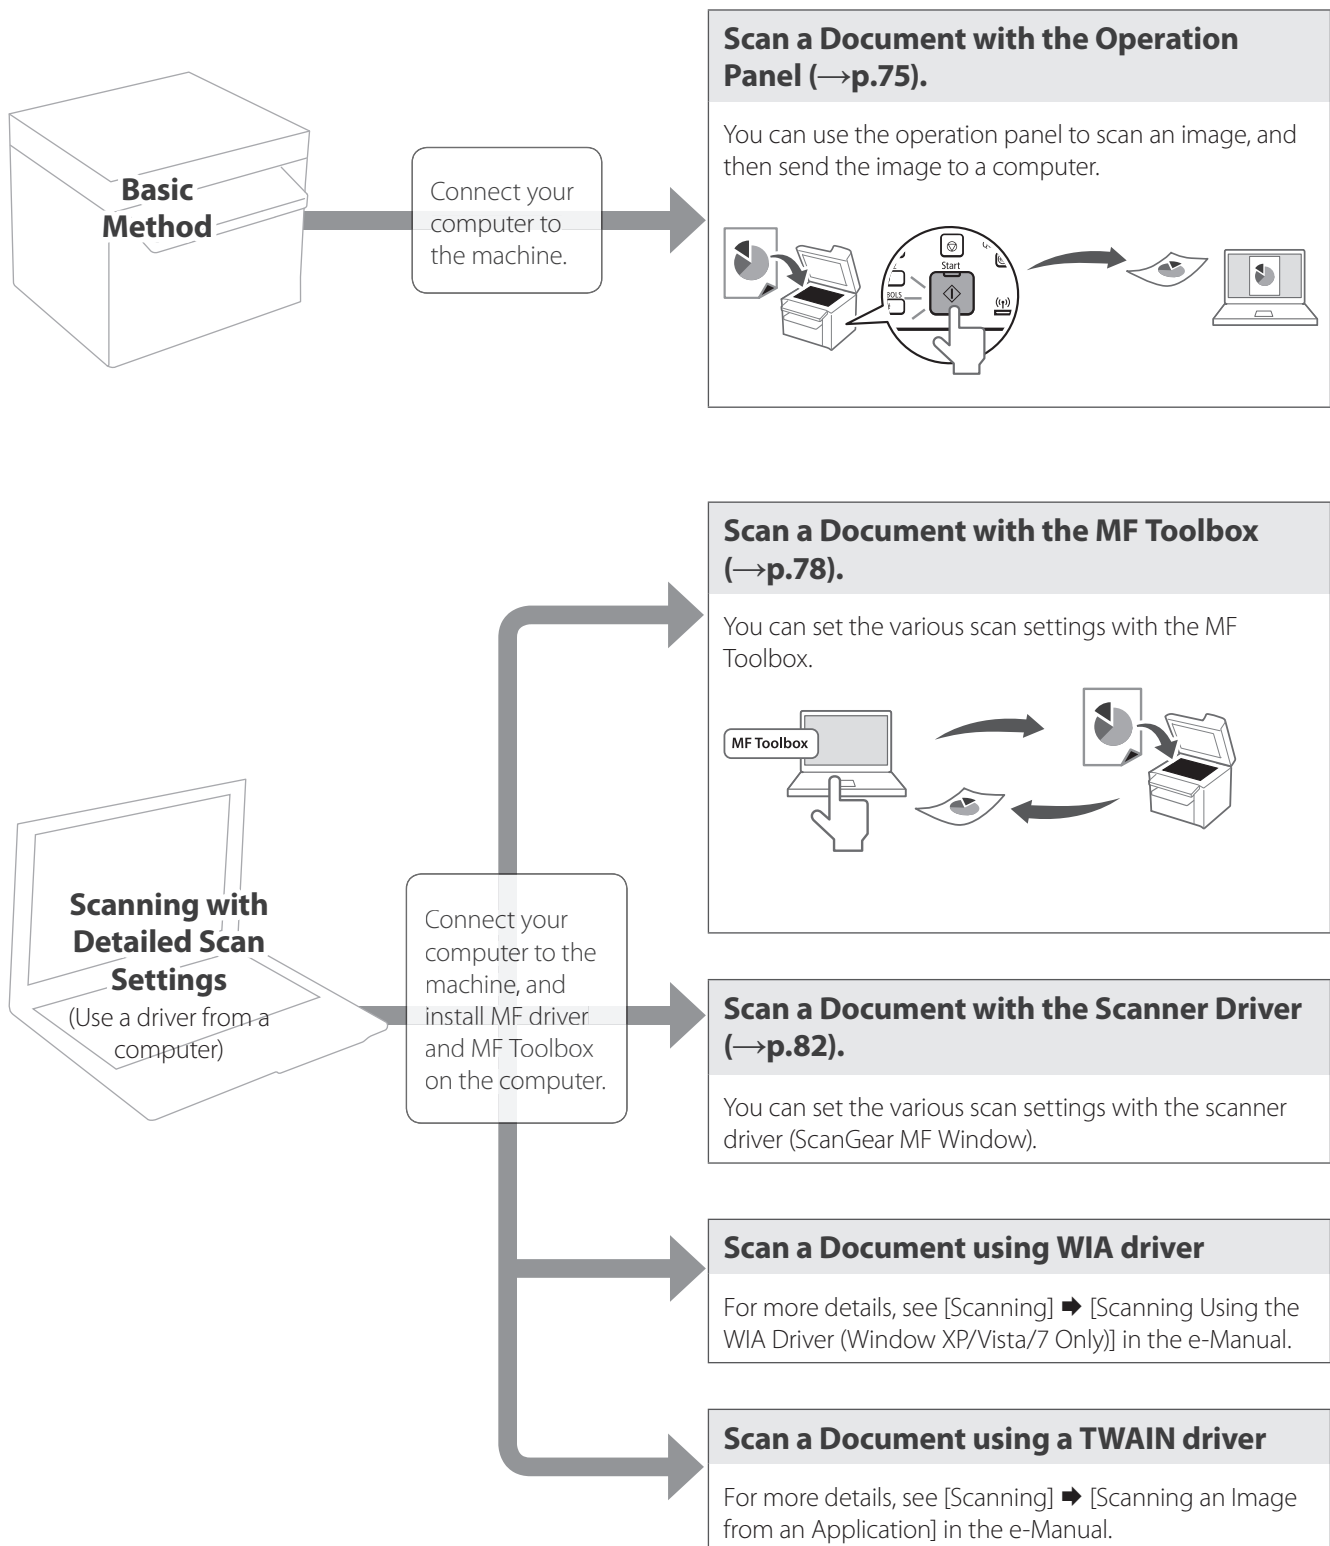 Basic
Method
Connect your
computer to
the machine.
Scan a Document with the Operation
Panel (→p.75).
You can use the operation panel to scan an image, and
then send the image to a computer.
Start
Scanning with
Detailed Scan
Settings
(Use a driver from a
computer)
Connect your
computer to the
machine, and
install MF driver
and MF Toolbox
on the computer.
Scan a Document with the MF Toolbox
(→p.78).
You can set the various scan settings with the MF
Toolbox.
MF Toolbox
Scan a Document with the Scanner Driver
(→p.82).
You can set the various scan settings with the scanner
driver (ScanGear MF Window).
Scan a Document using WIA driver
For more details, see [Scanning] ➡ [Scanning Using the
WIA Driver (Window XP/Vista/7 Only)] in the e-Manual.
Scan a Document using a TWAIN driver
For more details, see [Scanning] ➡ [Scanning an Image
from an Application] in the e-Manual.